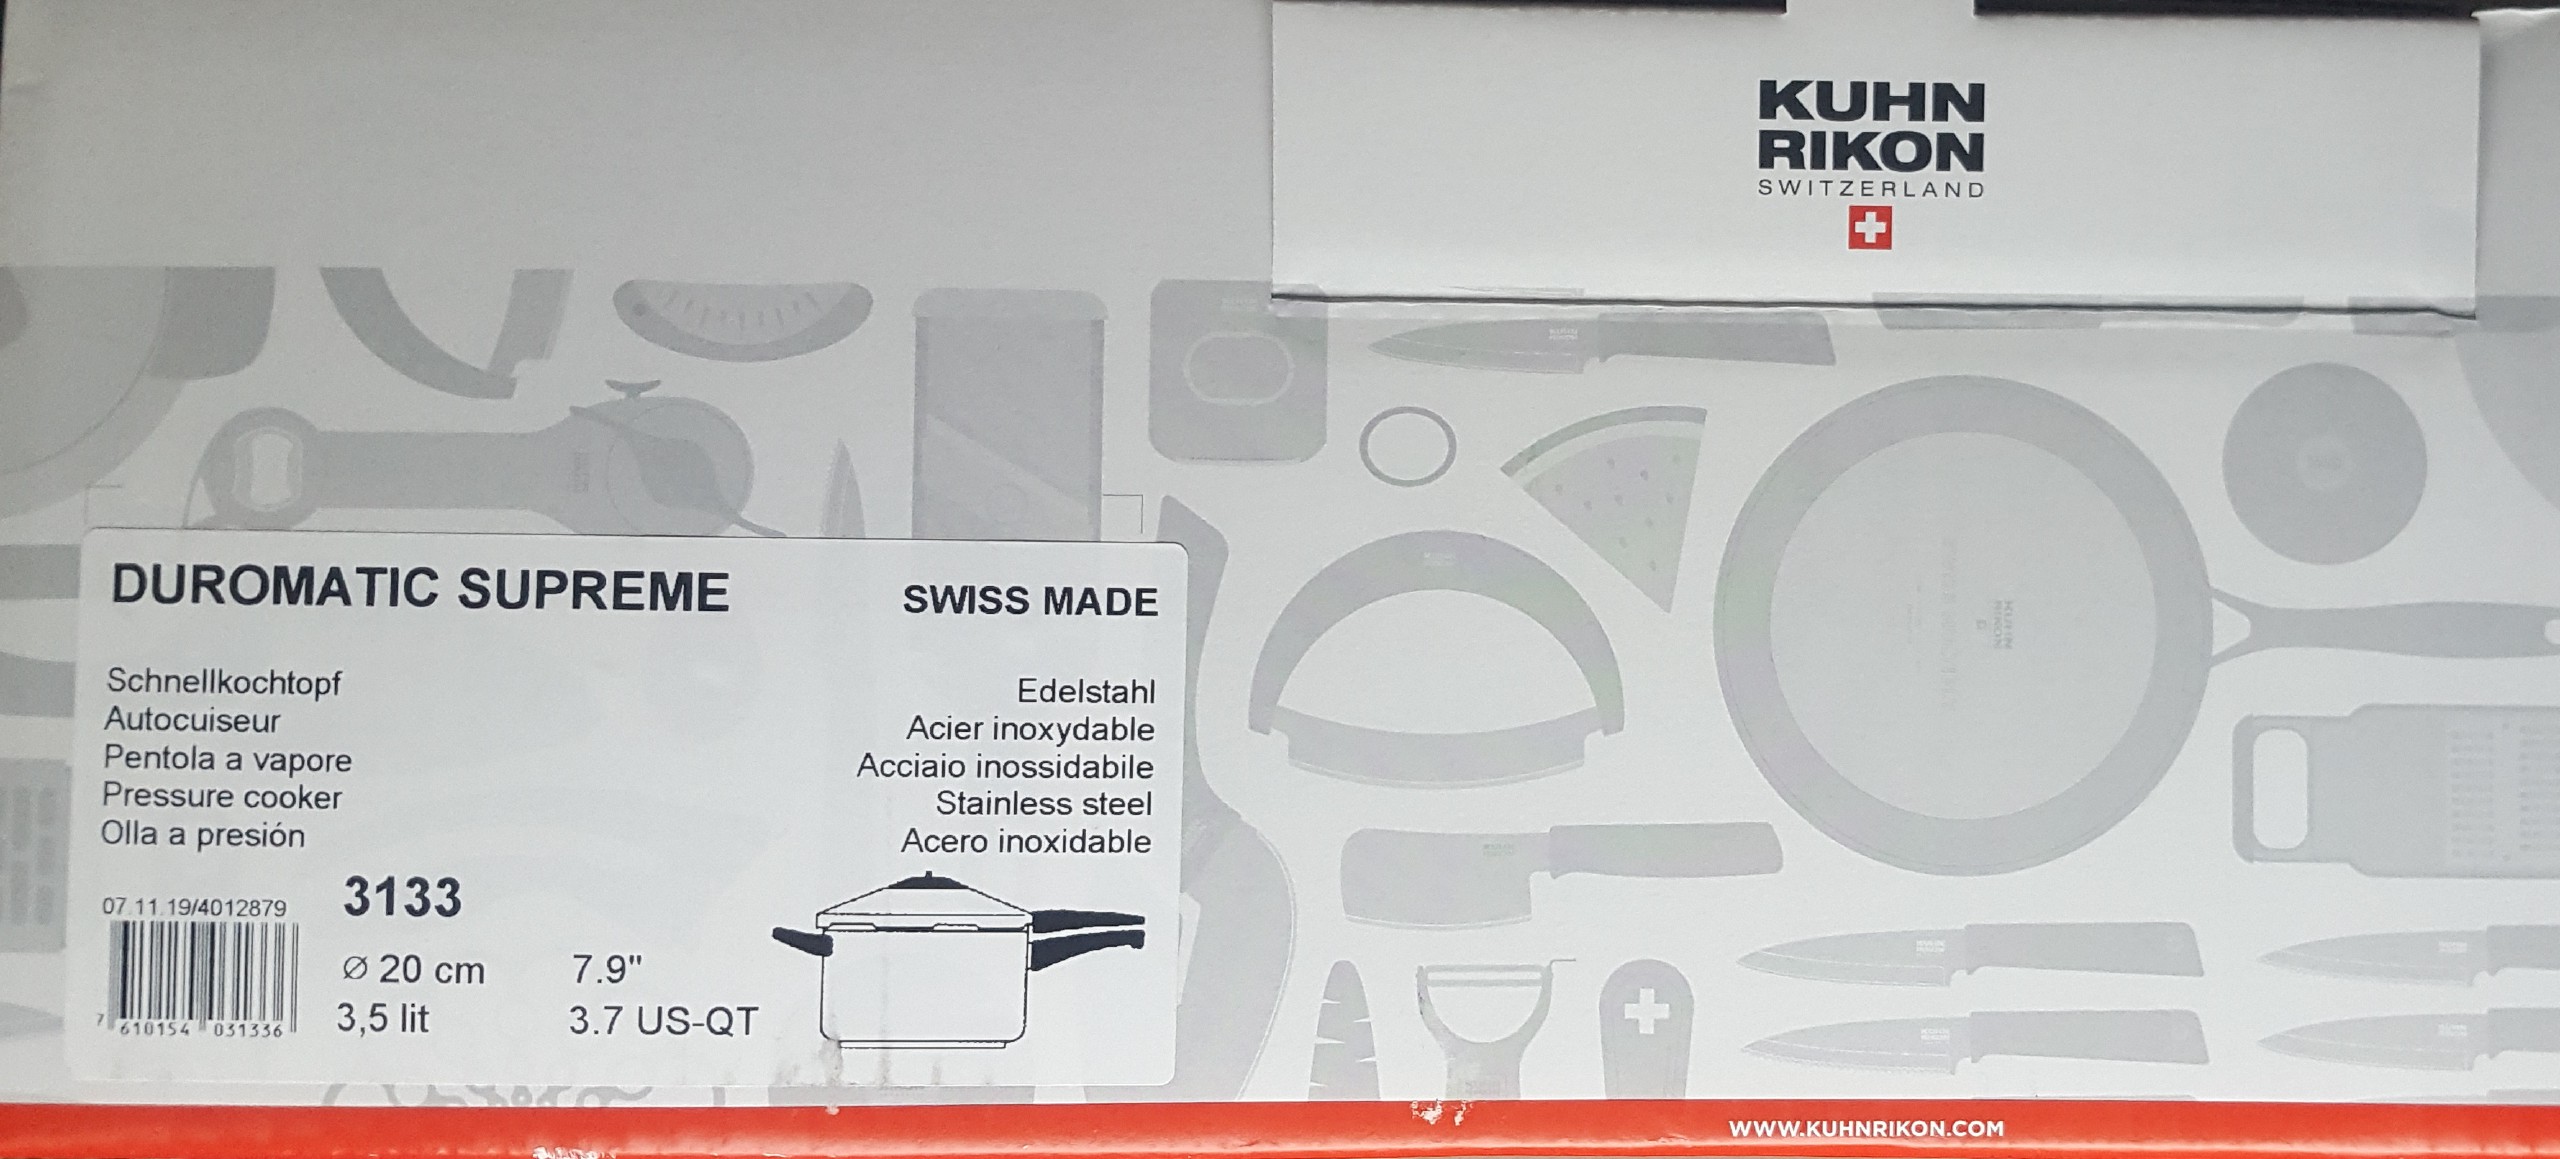 KUHN
RIKON
SWITZERLAND
DUROMATIC SUPREME
SWISS MADE
Schnellkochtopf
Autocuiseur
Pentola a vapore
Pressure cooker
Olla a presión
Edelstahl
Acier inoxydable
Acciaio inossidabile
Stainless steel
Acero inoxidable
07.11.19/4012879
3133
7 610154 031336
Ø 20 cm 7.9"
3,5 lit 3.7 US-QT
WWW.KUHNRIKON.COM